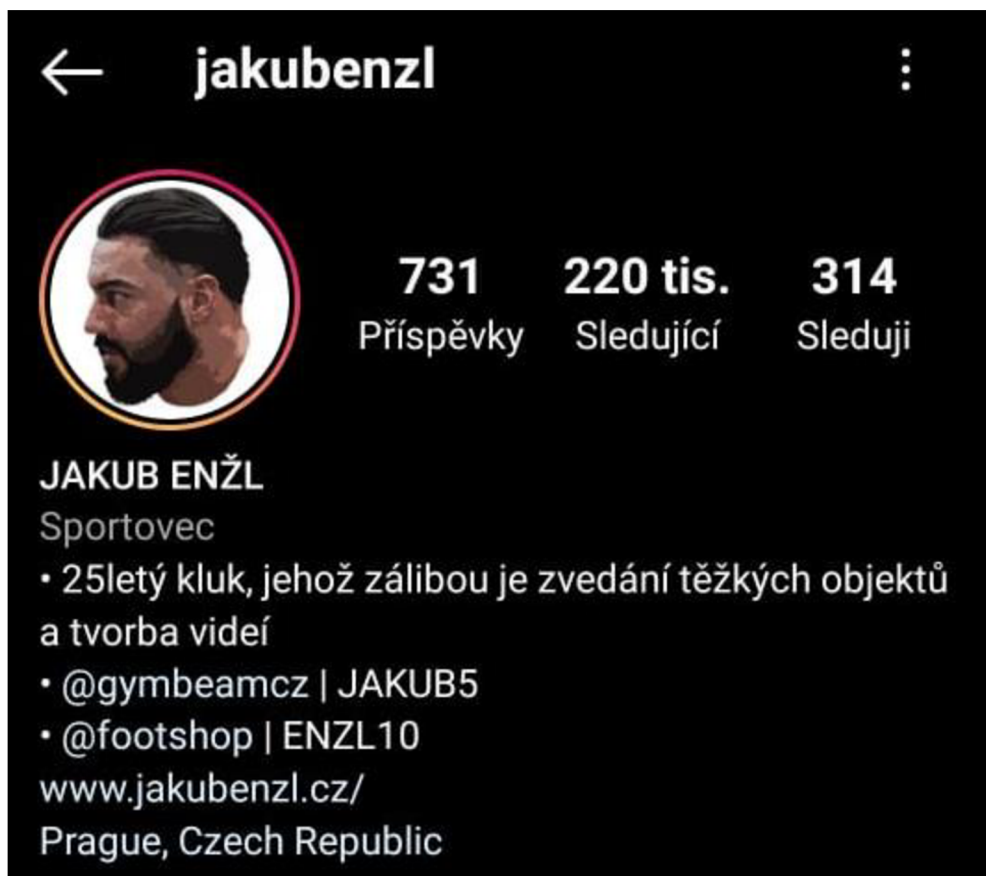 jakubenzl
731 220 tis. 314
Příspěvky Sledující Sleduji
JAKUB ENŽL
Sportovec
• 25letý kluk, jehož zálibou je zvedání těžkých objektů
a tvorba videí
• @gymbeamcz | JAKUB5
• @footshop | ENZL10
www.jakubenzl.cz/
Prague, Czech Republic